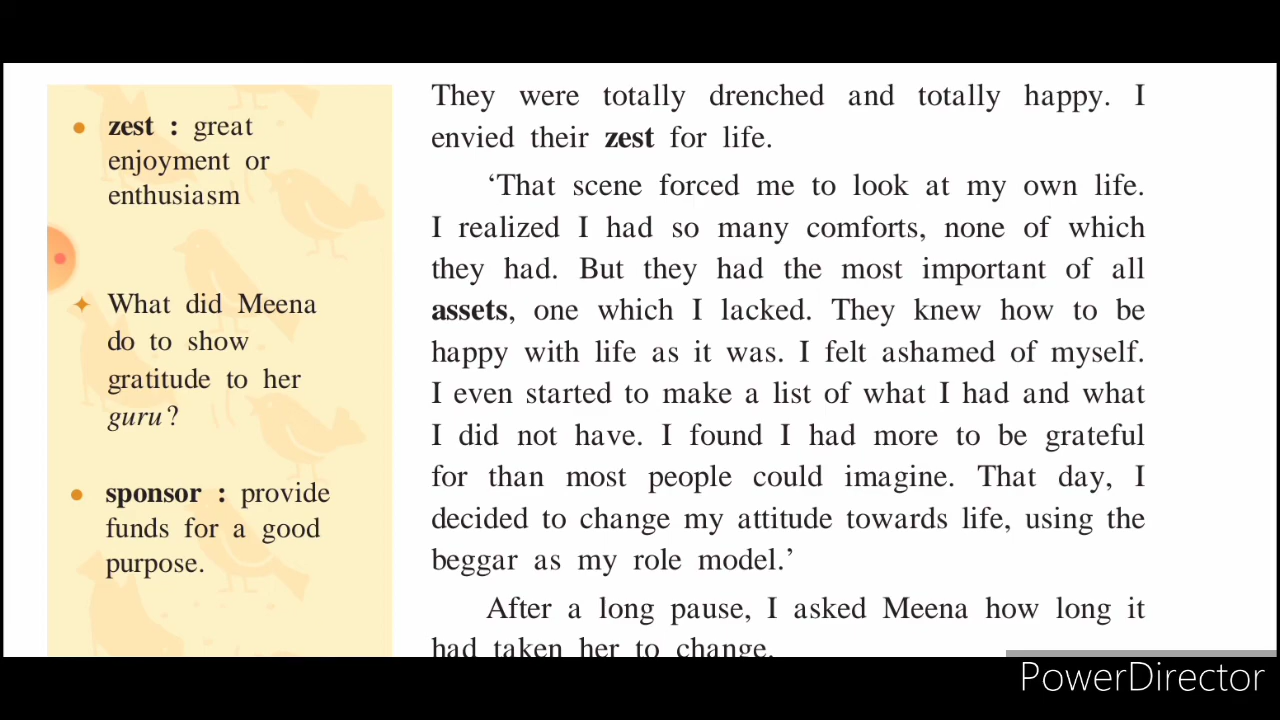 zest : great
enjoyment or
enthusiasm
What did Meena
do to show
gratitude to her
guru?
sponsor : provide
funds for a good
purpose.
They were totally drenched and totally happy. I
envied their zest for life.
‘That scene forced me to look at my own life.
I realized I had so many comforts, none of which
they had. But they had the most important of all
assets, one which I lacked. They knew how to be
happy with life as it was. I felt ashamed of myself.
I even started to make a list of what I had and what
I did not have. I found I had more to be grateful
for than most people could imagine. That day, I
decided to change my attitude towards life, using the
beggar as my role model.’
After a long pause, I asked Meena how long it
had taken her to change.
PowerDirector